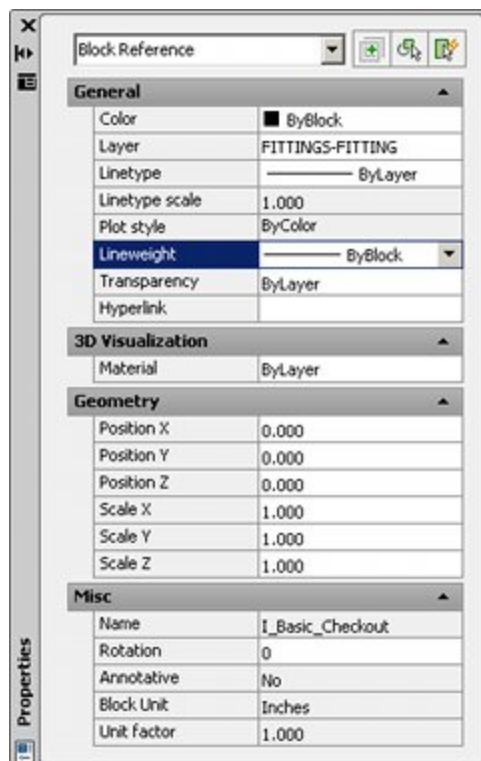 Block Reference
General
Color ByBlock
Layer FITTINGS-FITTING
Linetype ByLayer
Linetype scale 1.000
Plot style ByColor
Lineweight ByBlock
Transparency ByLayer
Hyperlink
3D Visualization
Material ByLayer
Geometry
Position X 0.000
Position Y 0.000
Position Z 0.000
Scale X 1.000
Scale Y 1.000
Scale Z 1.000
Misc
Name I_Basic_Checkout
Rotation 0
Annotative No
Block Unit Inches
Unit factor 1.000
Properties